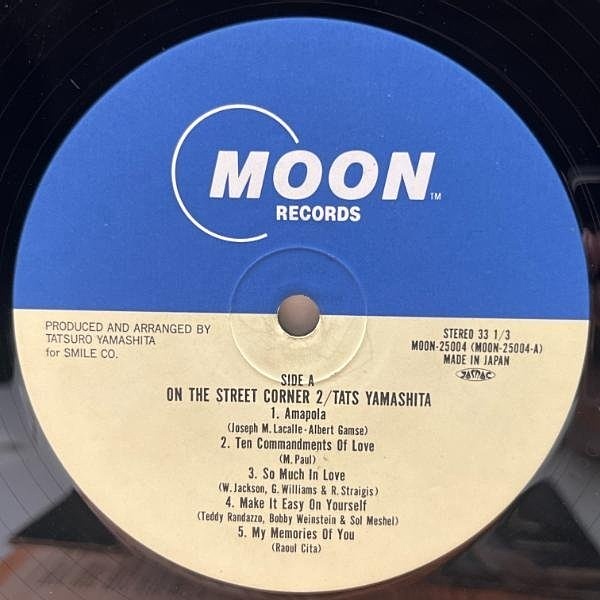 MOON™
RECORDS
PRODUCED AND ARRANGED BY
TATSURO YAMASHITA
for SMILE CO.
STEREO 33 1/3
MOON-25004 (MOON-25004-A)
MADE IN JAPAN
JASRAC
SIDE A
ON THE STREET CORNER 2/TATS YAMASHITA
1. Amapola
(Joseph M. Lacalle-Albert Gamse)
2. Ten Commandments Of Love
(M. Paul)
3. So Much In Love
(W. Jackson, G. Williams & R. Straigis)
4. Make It Easy On Yourself
(Teddy Randazzo, Bobby Weinstein & Sol Meshel)
5. My Memories Of You
(Raoul Cita)